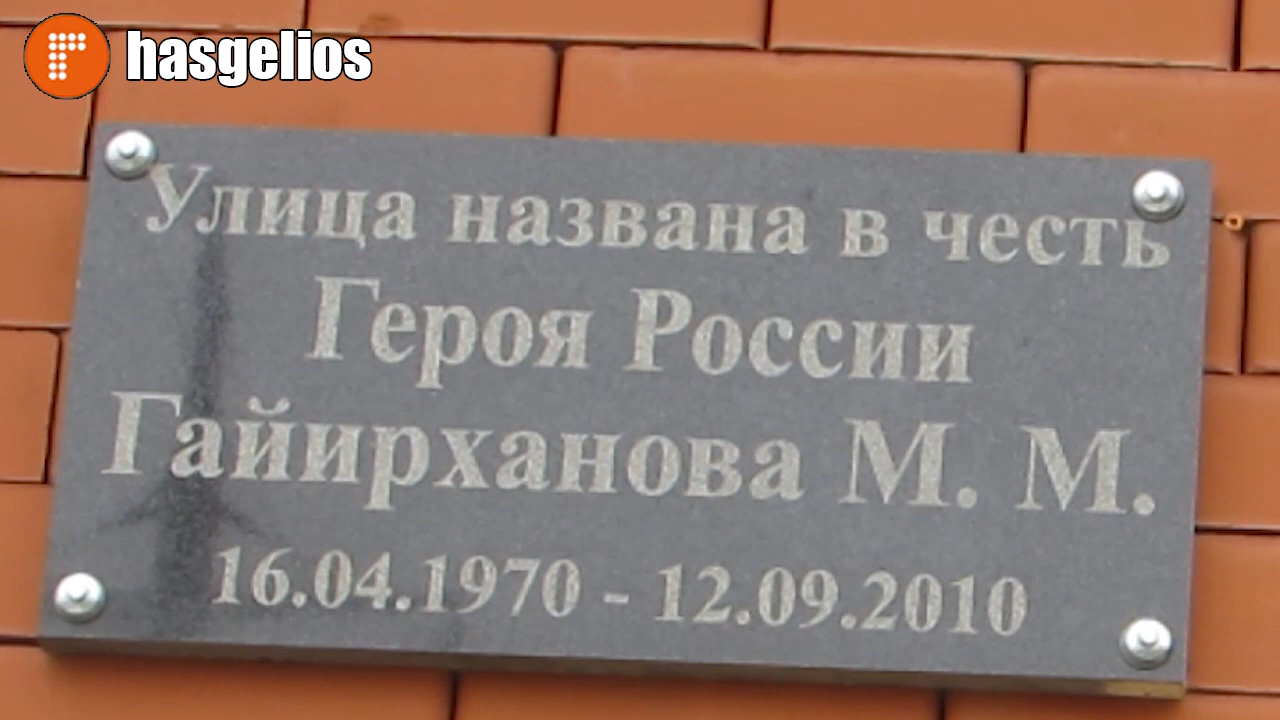 hasgelios
Улица названа в честь
Героя России
Гайирханова М. М.
16.04.1970 - 12.09.2010